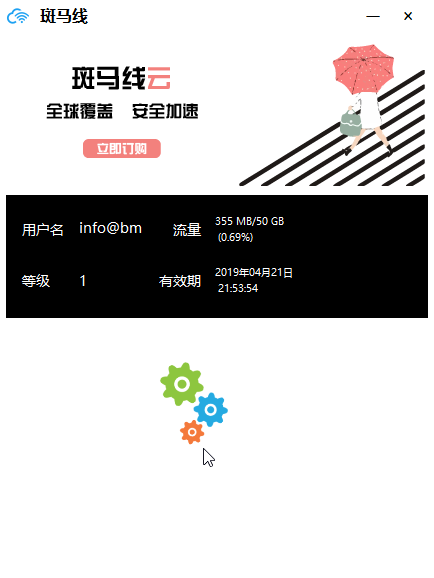 斑马线
斑马线云
全球覆盖 安全加速
立即订购
用户名 info@bm 流量 355 MB/50 GB
(0.69%)
等级 1 有效期 2019年04月21日
21:53:54